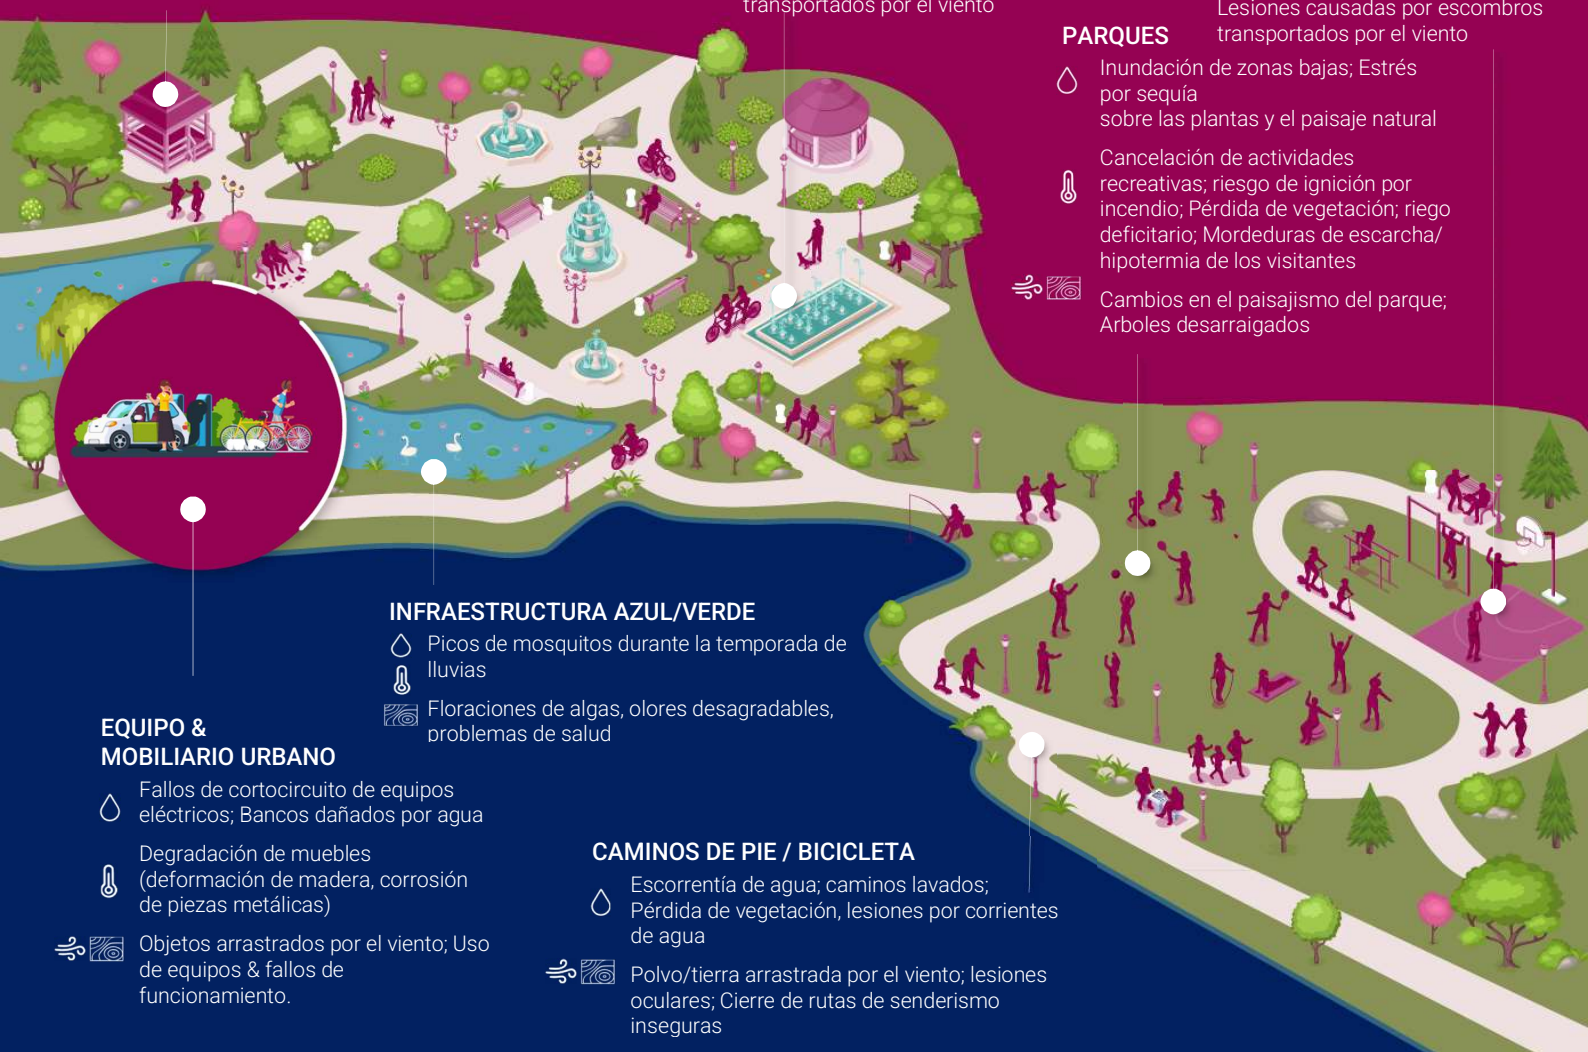 transportados por el viento
Lesiones causadas por escombros
transportados por el viento
PARQUES
Inundación de zonas bajas; Estrés
por sequía
sobre las plantas y el paisaje natural
Cancelación de actividades
recreativas; riesgo de ignición por
incendio; Pérdida de vegetación; riego
deficitario; Mordeduras de escarcha/
hipotermia de los visitantes
Cambios en el paisajismo del parque;
Arboles desarraigados
INFRAESTRUCTURA AZUL/VERDE
Picos de mosquitos durante la temporada de
lluvias
Floraciones de algas, olores desagradables,
problemas de salud
EQUIPO &
MOBILIARIO URBANO
Fallos de cortocircuito de equipos
eléctricos; Bancos dañados por agua
Degradación de muebles
(deformación de madera, corrosión
de piezas metálicas)
Objetos arrastrados por el viento; Uso
de equipos & fallos de
funcionamiento.
CAMINOS DE PIE / BICICLETA
Escorrentía de agua; caminos lavados;
Pérdida de vegetación, lesiones por corrientes
de agua
Polvo/tierra arrastrada por el viento; lesiones
oculares; Cierre de rutas de senderismo
inseguras